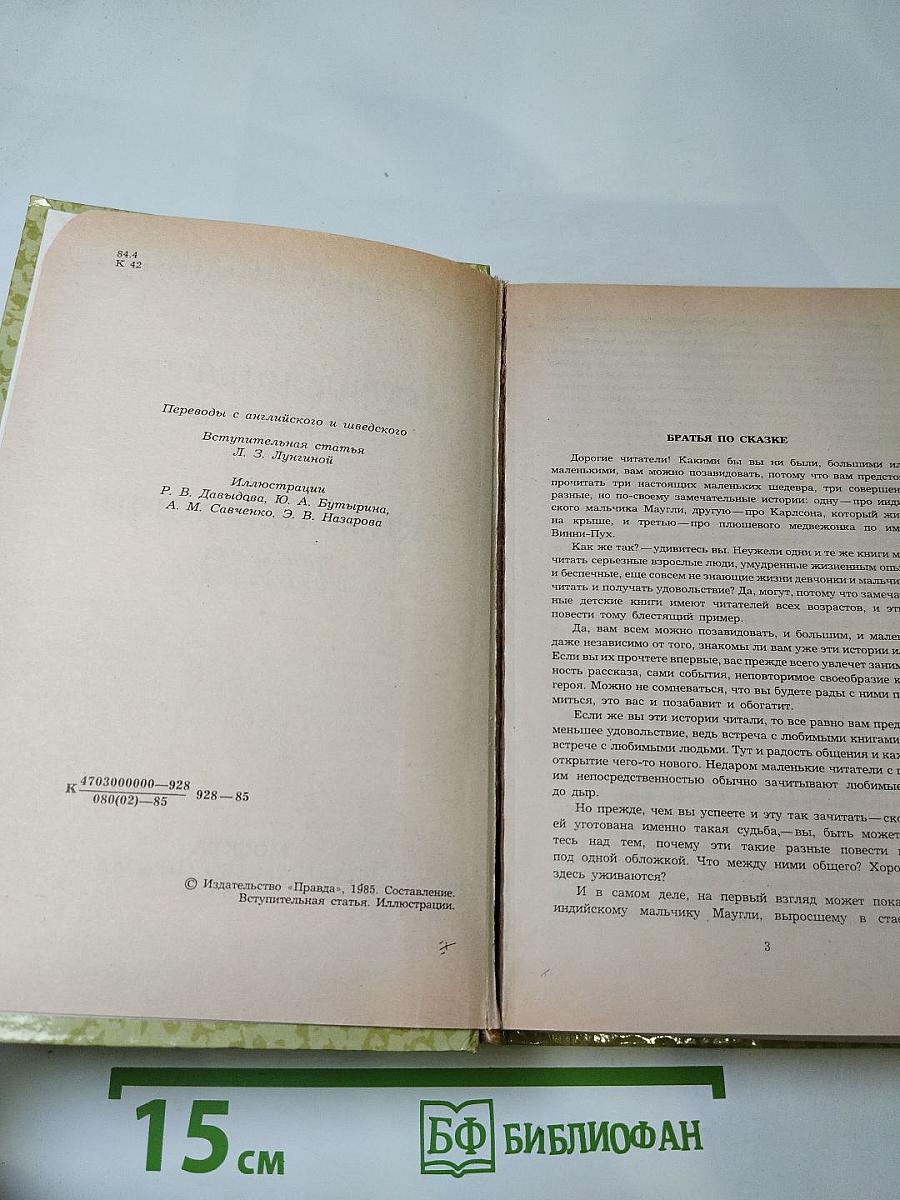 84.4
К 42
Переводы с английского и шведского
Вступительная статья
Л. З. Лунгиной
Иллюстрации
Р. В. Давыдова, Ю. А. Бутырина,
А. М. Савченко, Э. В. Назарова
К 4703000000—928
080(02)—85 928—85
© Издательство «Правда», 1985. Составление.
Вступительная статья. Иллюстрации.
БРАТЬЯ ПО СКАЗКЕ
Дорогие читатели! Какими бы вы ни были, большими ил
маленькими, вам можно позавидовать, потому что вам предсто
прочитать три настоящих маленьких шедевра, три совершен
разные, но по-своему замечательные истории: одну—про инди
ского мальчика Маугли, другую—про Карлсона, который жи
на крыше, и третью—про плюшевого медвежонка по им
Винни-Пух.
Как же так?—удивитесь вы. Неужели одни и те же книги м
читать серьезные взрослые люди, умудренные жизненным опы
и беспечные, еще совсем не знающие жизни девчонки и мальчи
читать и получать удовольствие? Да, могут, потому что замеча
ные детские книги имеют читателей всех возрастов, и эт
повести тому блестящий пример.
Да, вам всем можно позавидовать, и большим, и мален
даже независимо от того, знакомы ли вам уже эти истории ил
Если вы их прочтете впервые, вас прежде всего увлечет заним
ность рассказа, сами события, неповторимое своеобразие к
героя. Можно не сомневаться, что вы будете рады с ними п
миться, это вас и позабавит и обогатит.
Если же вы эти истории читали, то все равно вам пред
меньшее удовольствие, ведь встреча с любимыми книгами
встрече с любимыми людьми. Тут и радость общения и каж
открытие чего-то нового. Недаром маленькие читатели с п
им непосредственностью обычно зачитывают любимые
до дыр.
Но прежде, чем вы успеете и эту так зачитать—ско
ей уготована именно такая судьба,—вы, быть может
тесь над тем, почему эти такие разные повести
под одной обложкой. Что между ними общего? Хоро
здесь уживаются?
И в самом деле, на первый взгляд может пока
индийскому мальчику Маугли, выросшему в стае
3
15 см
БФ БИБЛИОФАН